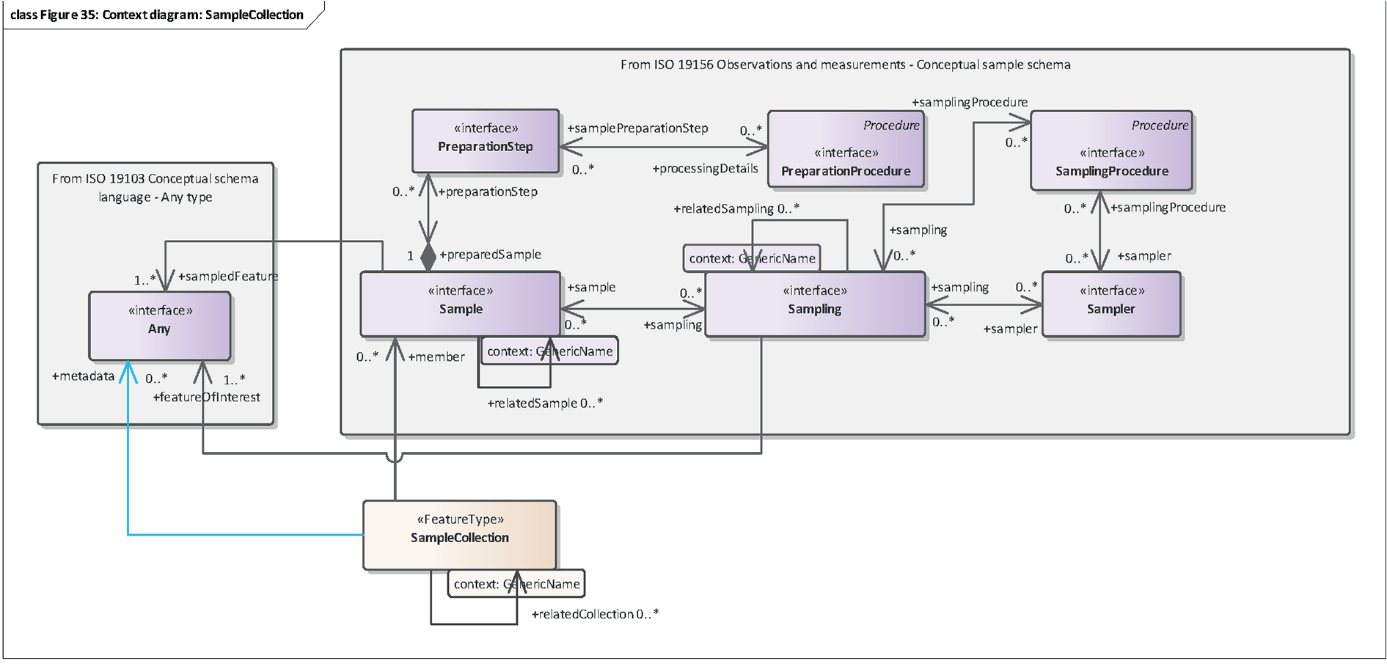 class Figure 35: Context diagram: SampleCollection
From ISO 19156 Observations and measurements - Conceptual sample schema
+samplingProcedure
0..*
«interface»
PreparationStep
+samplePreparationStep
0..*
0..*
+processingDetails
Procedure
«interface»
PreparationProcedure
Procedure
«interface»
SamplingProcedure
From ISO 19103 Conceptual schema
language - Any type
0..*
+preparationStep
+relatedSampling 0..*
0..*
+samplingProcedure
+sampling
0..*
1
+preparedSample
context: GenericName
0..*
+sampler
1..*
+sampledFeature
«interface»
Any
«interface»
Sample
+sample
0..*
0..*
+sampling
«interface»
Sampling
+sampling
0..*
0..*
+sampler
«interface»
Sampler
0..*
+member
context: GenericName
+metadata
0..*
1..*
+featureOfInterest
+relatedSample 0..*
«FeatureType»
SampleCollection
context: GenericName
+relatedCollection 0..*